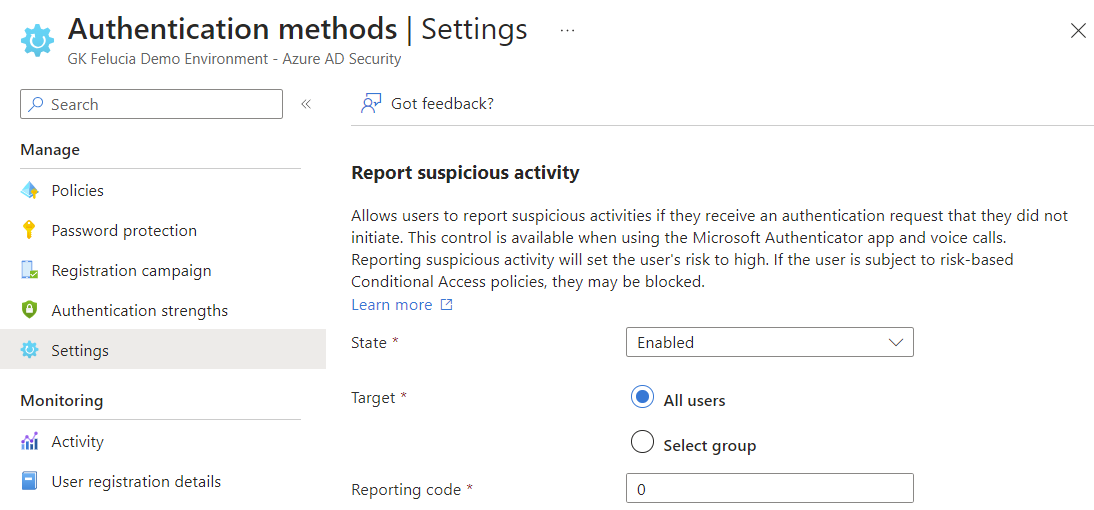 Authentication methods | Settings ...
GK Felucia Demo Environment - Azure AD Security
Search
Manage
Policies
Password protection
Registration campaign
Authentication strengths
Settings
Monitoring
Activity
User registration details
Got feedback?
Report suspicious activity
Allows users to report suspicious activities if they receive an authentication request that they did not
initiate. This control is available when using the Microsoft Authenticator app and voice calls.
Reporting suspicious activity will set the user's risk to high. If the user is subject to risk-based
Conditional Access policies, they may be blocked.
Learn more
State * Enabled
Target * All users
Select group
Reporting code * 0